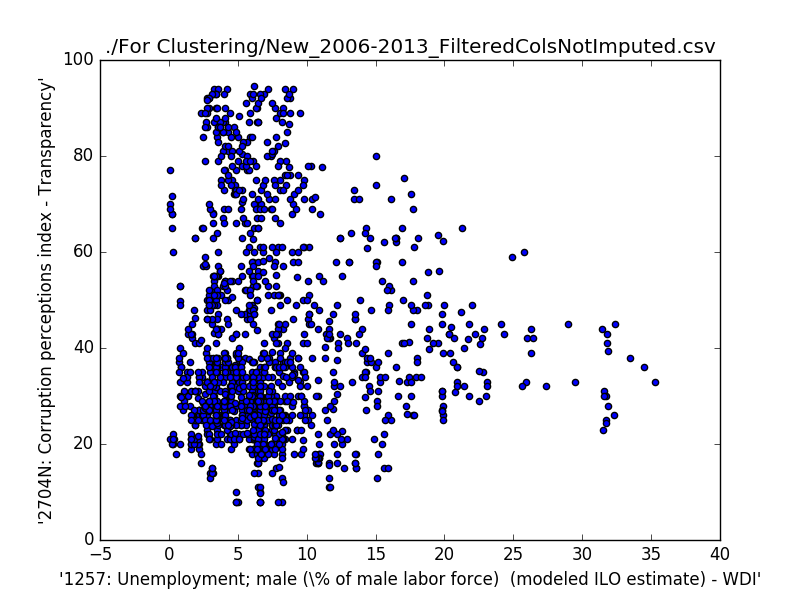 ./For Clustering/New_2006-2013_FilteredColsNotImputed.csv
100
80
60
40
20
0
'2704N: Corruption perceptions index - Transparency'
−5 0 5 10 15 20 25 30 35 40
'1257: Unemployment; male (\% of male labor force)  (modeled ILO estimate) - WDI'